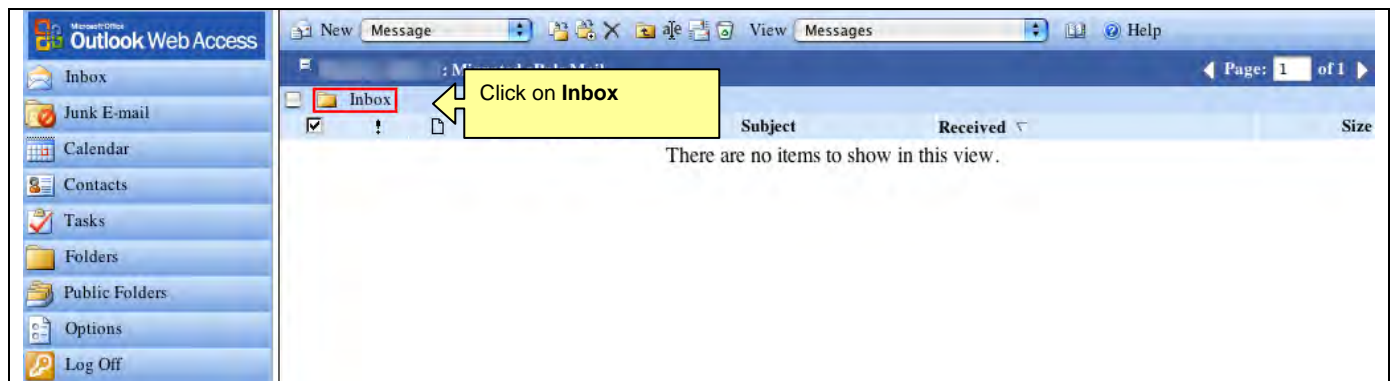 Microsoft Office
Outlook Web Access
Inbox
Junk E-mail
Calendar
Contacts
Tasks
Folders
Public Folders
Options
Log Off
New Message View Messages Help
Page: 1 of 1
Inbox
Click on Inbox
Subject Received Size
There are no items to show in this view.